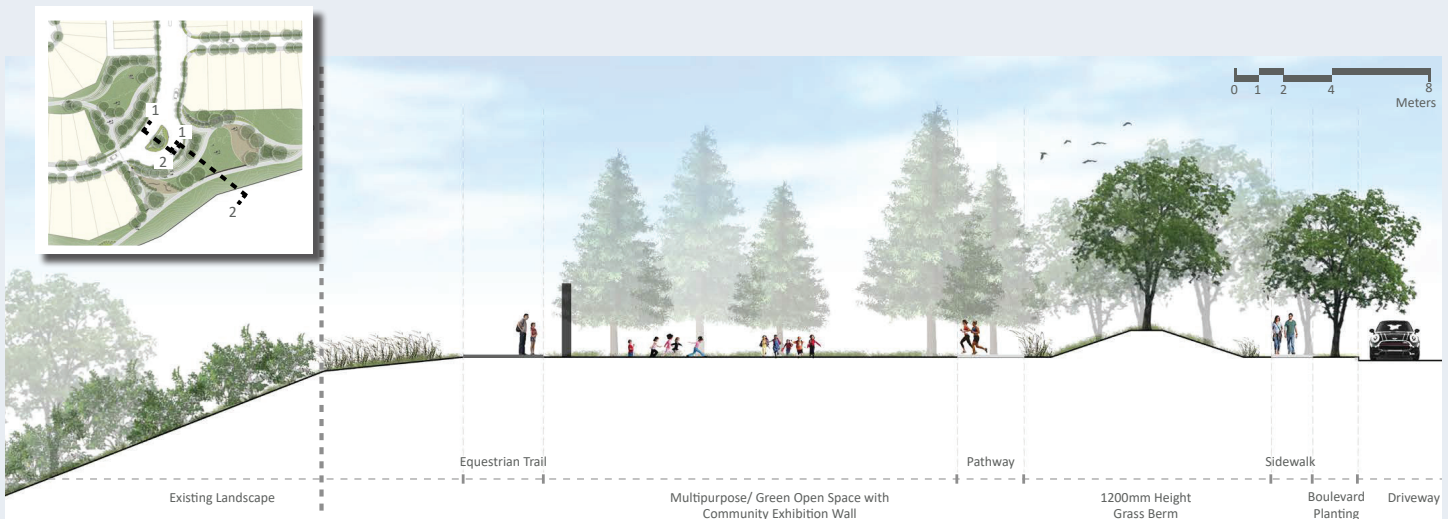 1
1
2
2
0 1 2 4 8
Meters
Equestrian Trail
Pathway
Sidewalk
Existing Landscape
Multipurpose/ Green Open Space with
Community Exhibition Wall
1200mm Height
Grass Berm
Boulevard
Planting
Driveway